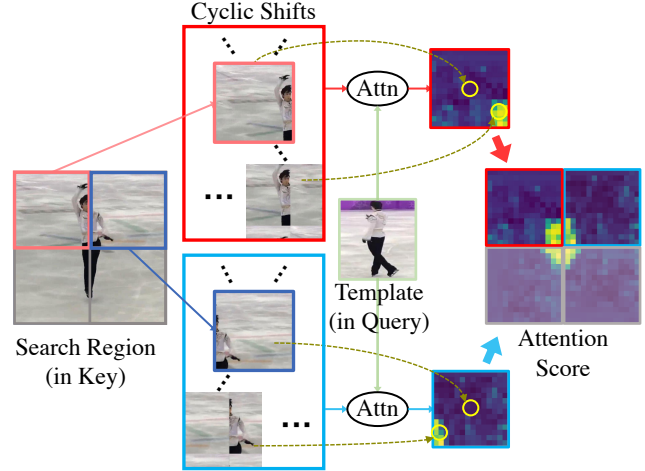 Cyclic Shifts
Attn
Search Region
(in Key)
Template
(in Query)
Attention
Score
Attn